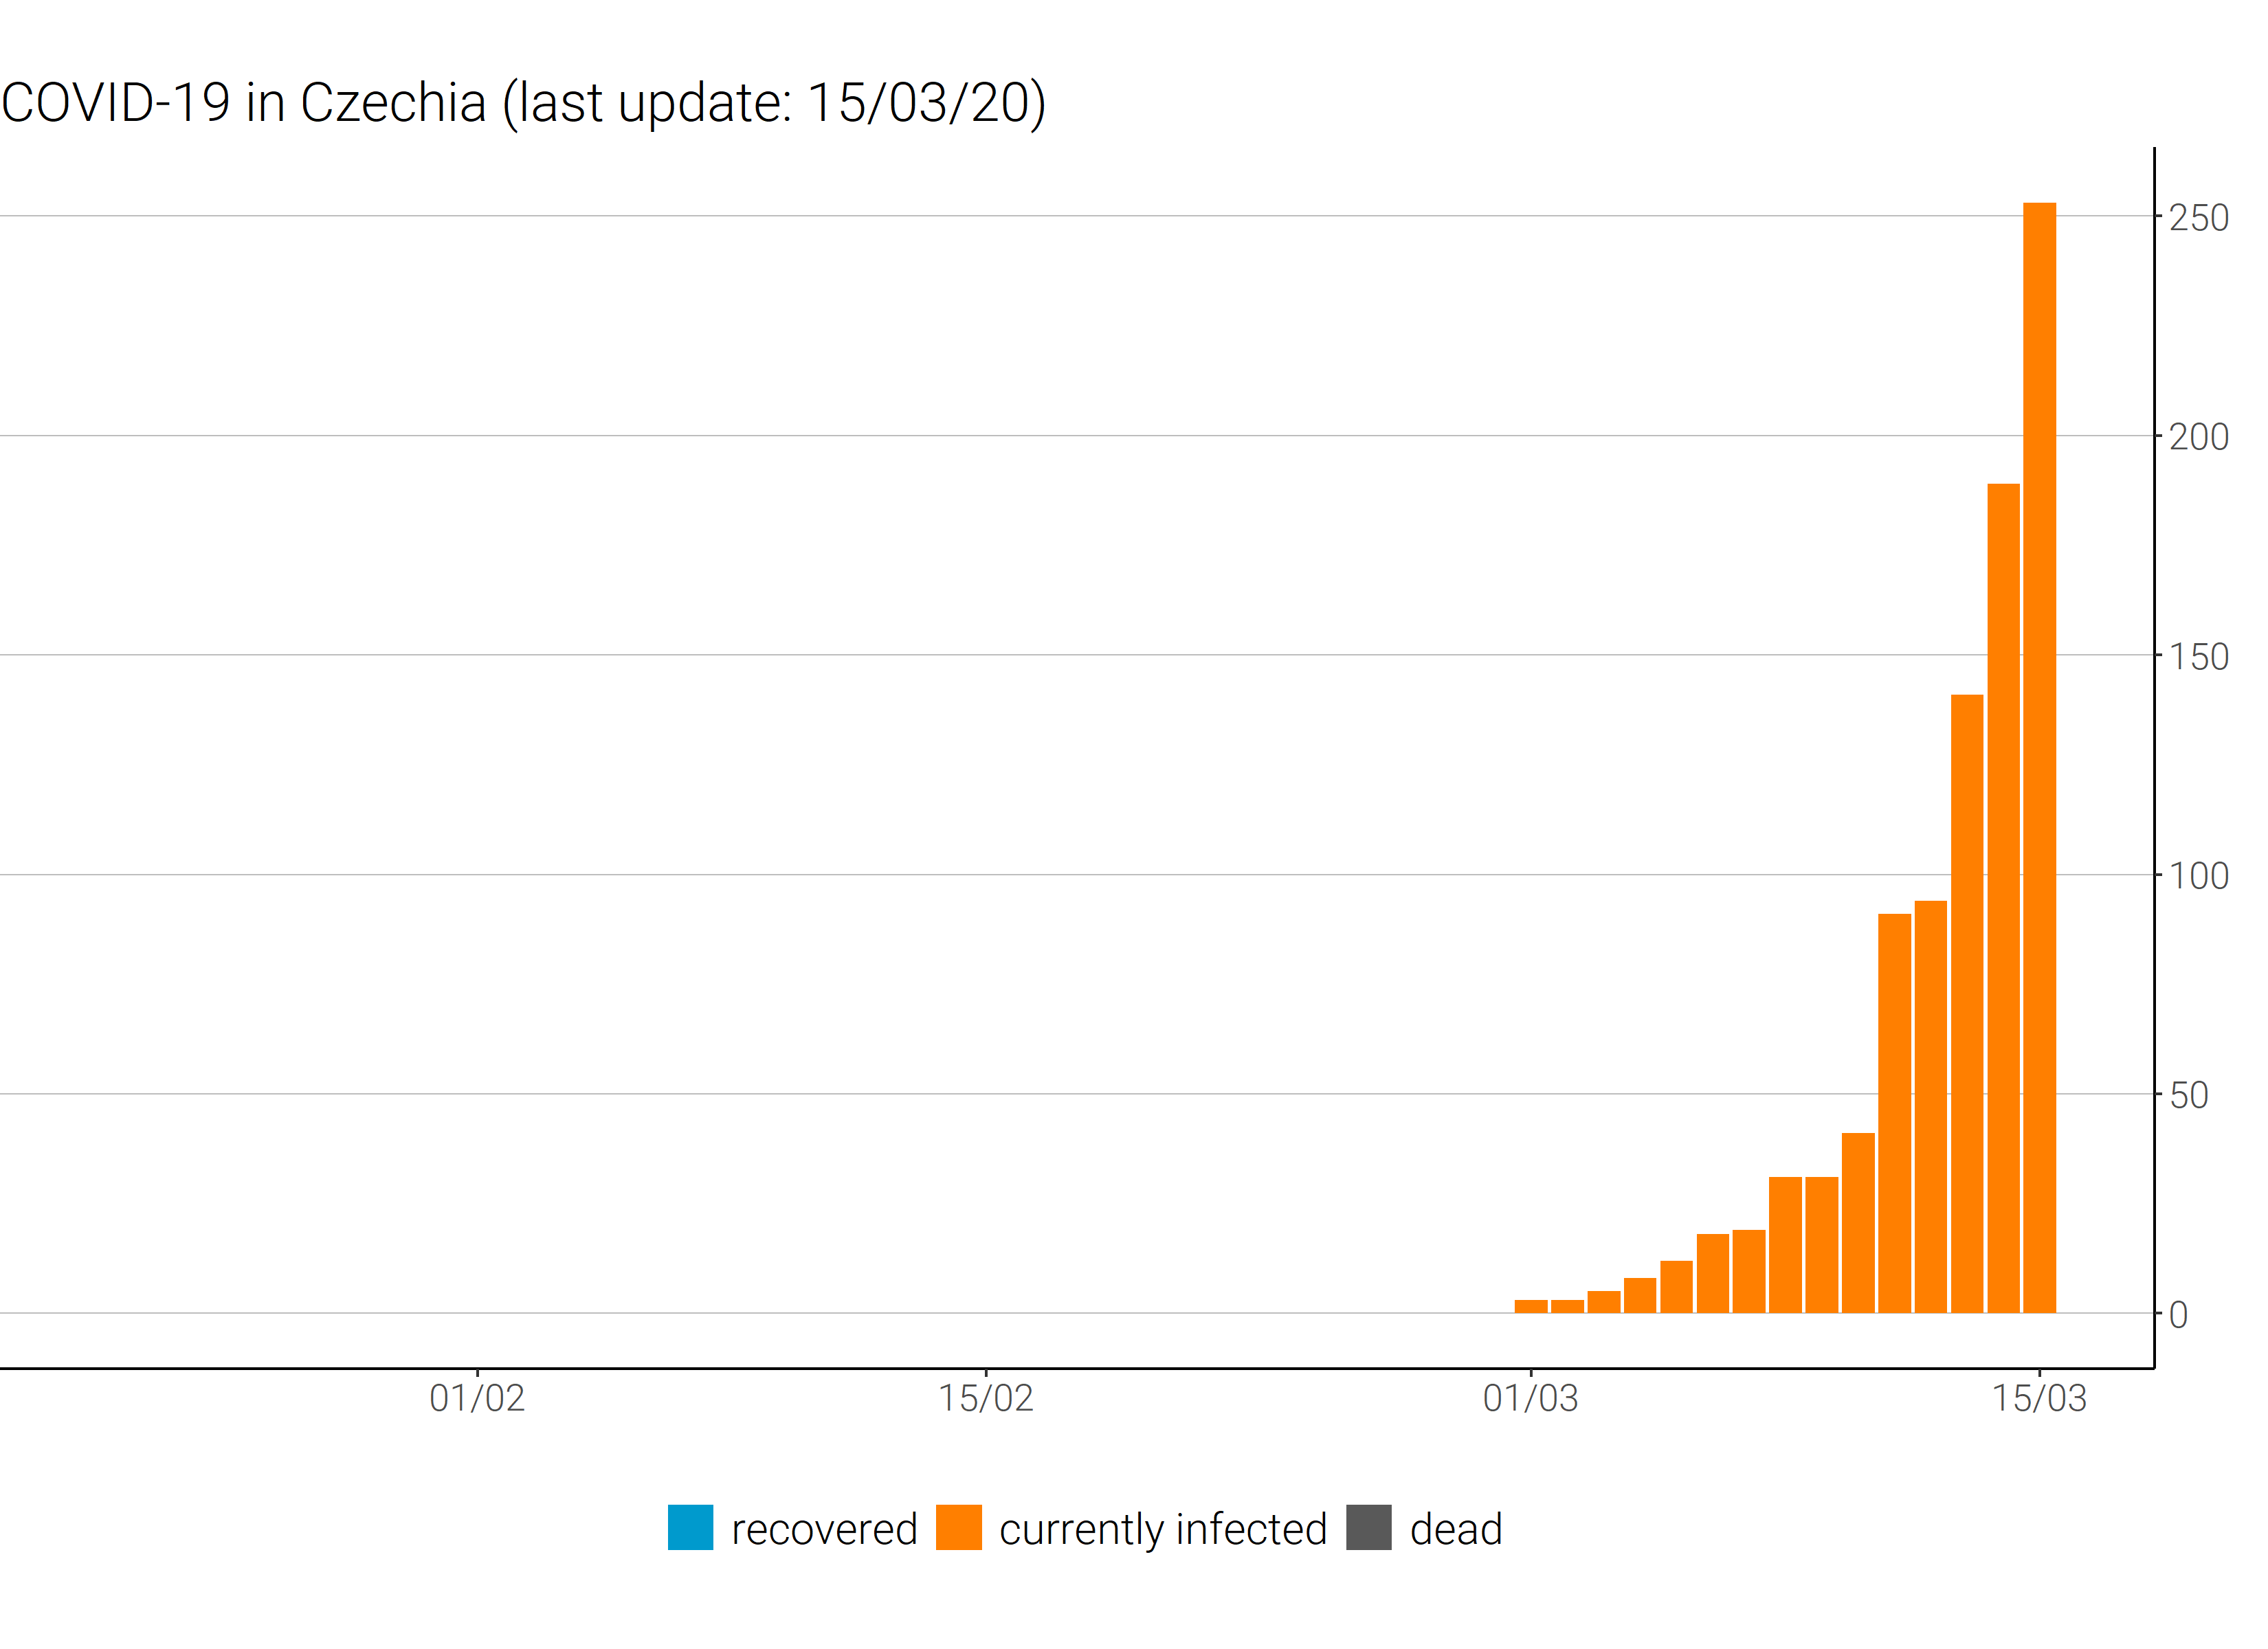 COVID-19 in Czechia (last update: 15/03/20)
250
200
150
100
50
0
01/02 15/02 01/03 15/03
recovered currently infected dead